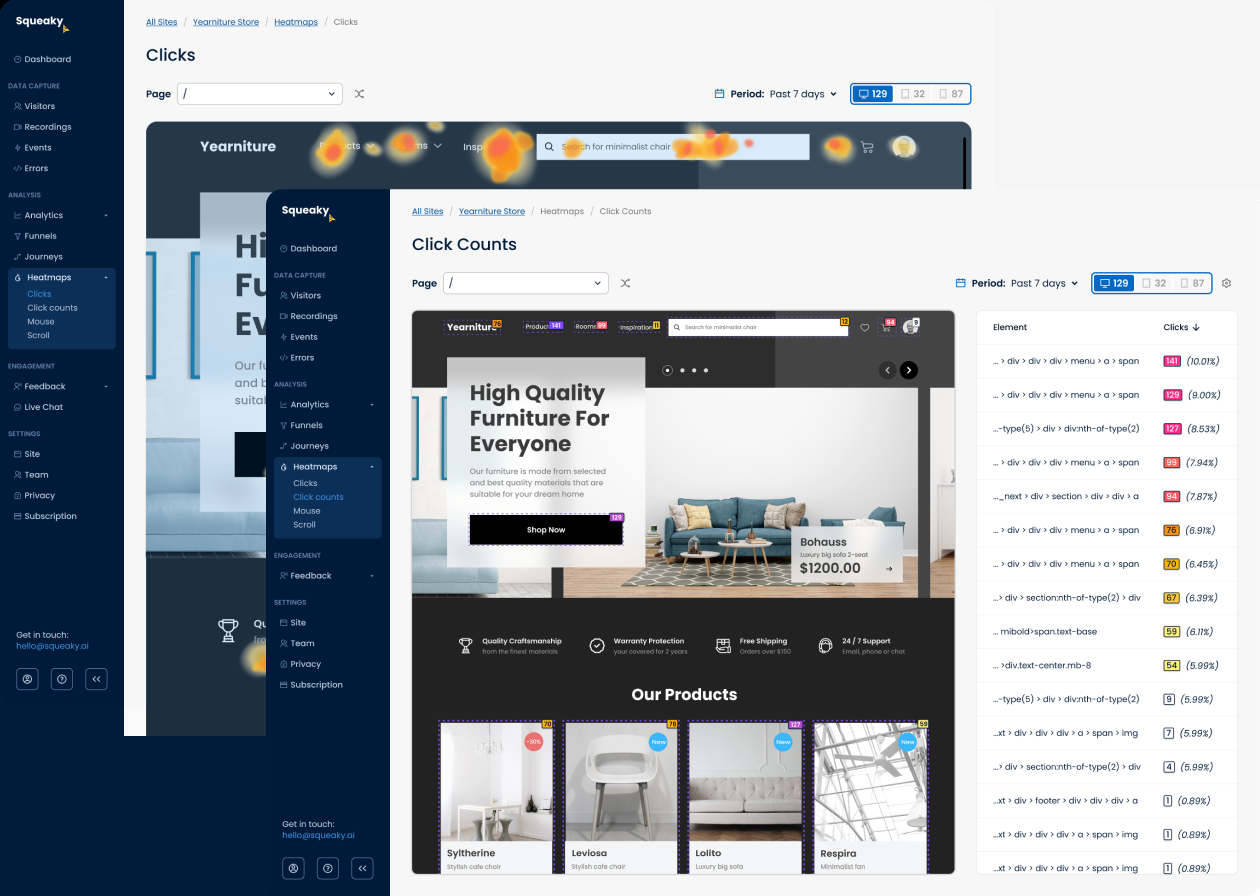 Squeaky
Dashboard
DATA CAPTURE
Visitors
Recordings
Events
Errors
ANALYSIS
Analytics
Funnels
Journeys
Heatmaps
Clicks
Click counts
Mouse
Scroll
ENGAGEMENT
Feedback
Live Chat
SETTINGS
Site
Team
Privacy
Subscription
Get in touch:
hello@squeaky.ai
All Sites / Yearniture Store / Heatmaps / Clicks
Clicks
Page / Period: Past 7 days 129 32 87
Yearniture Search for minimalist chair
Squeaky
Dashboard
DATA CAPTURE
Visitors
Recordings
Events
Errors
ANALYSIS
Analytics
Funnels
Journeys
Heatmaps
Clicks
Click counts
Mouse
Scroll
ENGAGEMENT
Feedback
SETTINGS
Site
Team
Privacy
Subscription
Get in touch:
hello@squeaky.ai
All Sites / Yearniture Store / Heatmaps / Click Counts
Click Counts
Page / Period: Past 7 days 129 32 87
Yearniture 76 Product 141 Rooms 99 Inspiration 11 Search for minimalist chair 12 94 9
High Quality
Furniture For
Everyone
Our furniture is made from selected
and best quality materials that are
suitable for your dream home
129
Shop Now
Bohauss
Luxury big sofa 2-seat
$1200.00
Quality Craftsmanship
from the finest materials
Warranty Protection
your covered for 2 years
Free Shipping
Orders over $150
24 / 7 Support
Email, phone or chat
Our Products
70 76 127 59
-30% New New New
Syltherine
Stylish cafe chair
Leviosa
Stylish cafe chair
Lolito
Luxury big sofa
Respira
Minimalist fan
Element Clicks
... > div > div > div > menu > a > span 141 (10.01%)
... > div > div > div > menu > a > span 129 (9.00%)
...-type(5) > div > div:nth-of-type(2) 127 (8.53%)
... > div > div > div > menu > a > span 99 (7.94%)
..._next > div > section > div > div > a 94 (7.87%)
... > div > div > div > menu > a > span 76 (6.91%)
... > div > div > div > menu > a > span 70 (6.45%)
...> div > section:nth-of-type(2) > div 67 (6.39%)
... mibold>span.text-base 59 (6.11%)
... >div.text-center.mb-8 54 (5.99%)
...-type(5) > div > div:nth-of-type(2) 9 (5.99%)
...xt > div > div > div > a > span > img 7 (5.99%)
...> div > section:nth-of-type(2) > div 4 (5.99%)
...xt > div > footer > div > div > div > a 1 (0.89%)
...xt > div > div > div > a > span > img 1 (0.89%)
...xt > div > div > div > a > span > img 1 (0.89%)